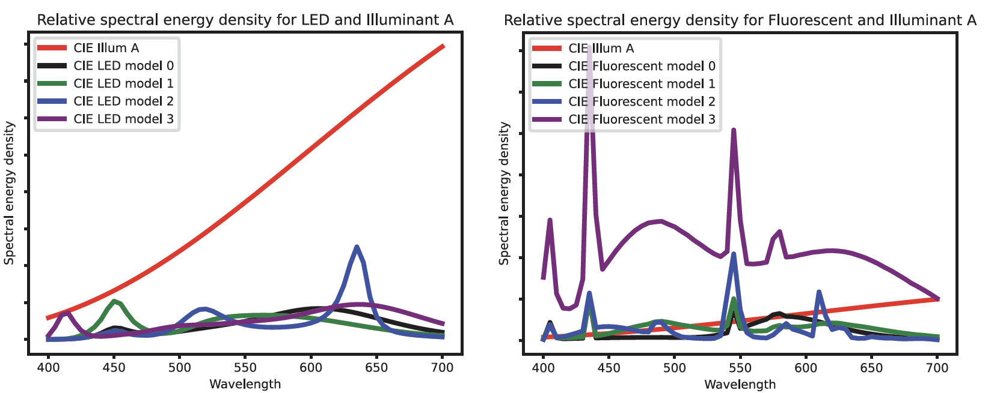 Relative spectral energy density for LED and Illuminant A
CIE Illum A
CIE LED model 0
CIE LED model 1
CIE LED model 2
CIE LED model 3
Spectral energy density
400 450 500 550 600 650 700
Wavelength
Relative spectral energy density for Fluorescent and Illuminant A
CIE Illum A
CIE Fluorescent model 0
CIE Fluorescent model 1
CIE Fluorescent model 2
CIE Fluorescent model 3
Spectral energy density
400 450 500 550 600 650 700
Wavelength